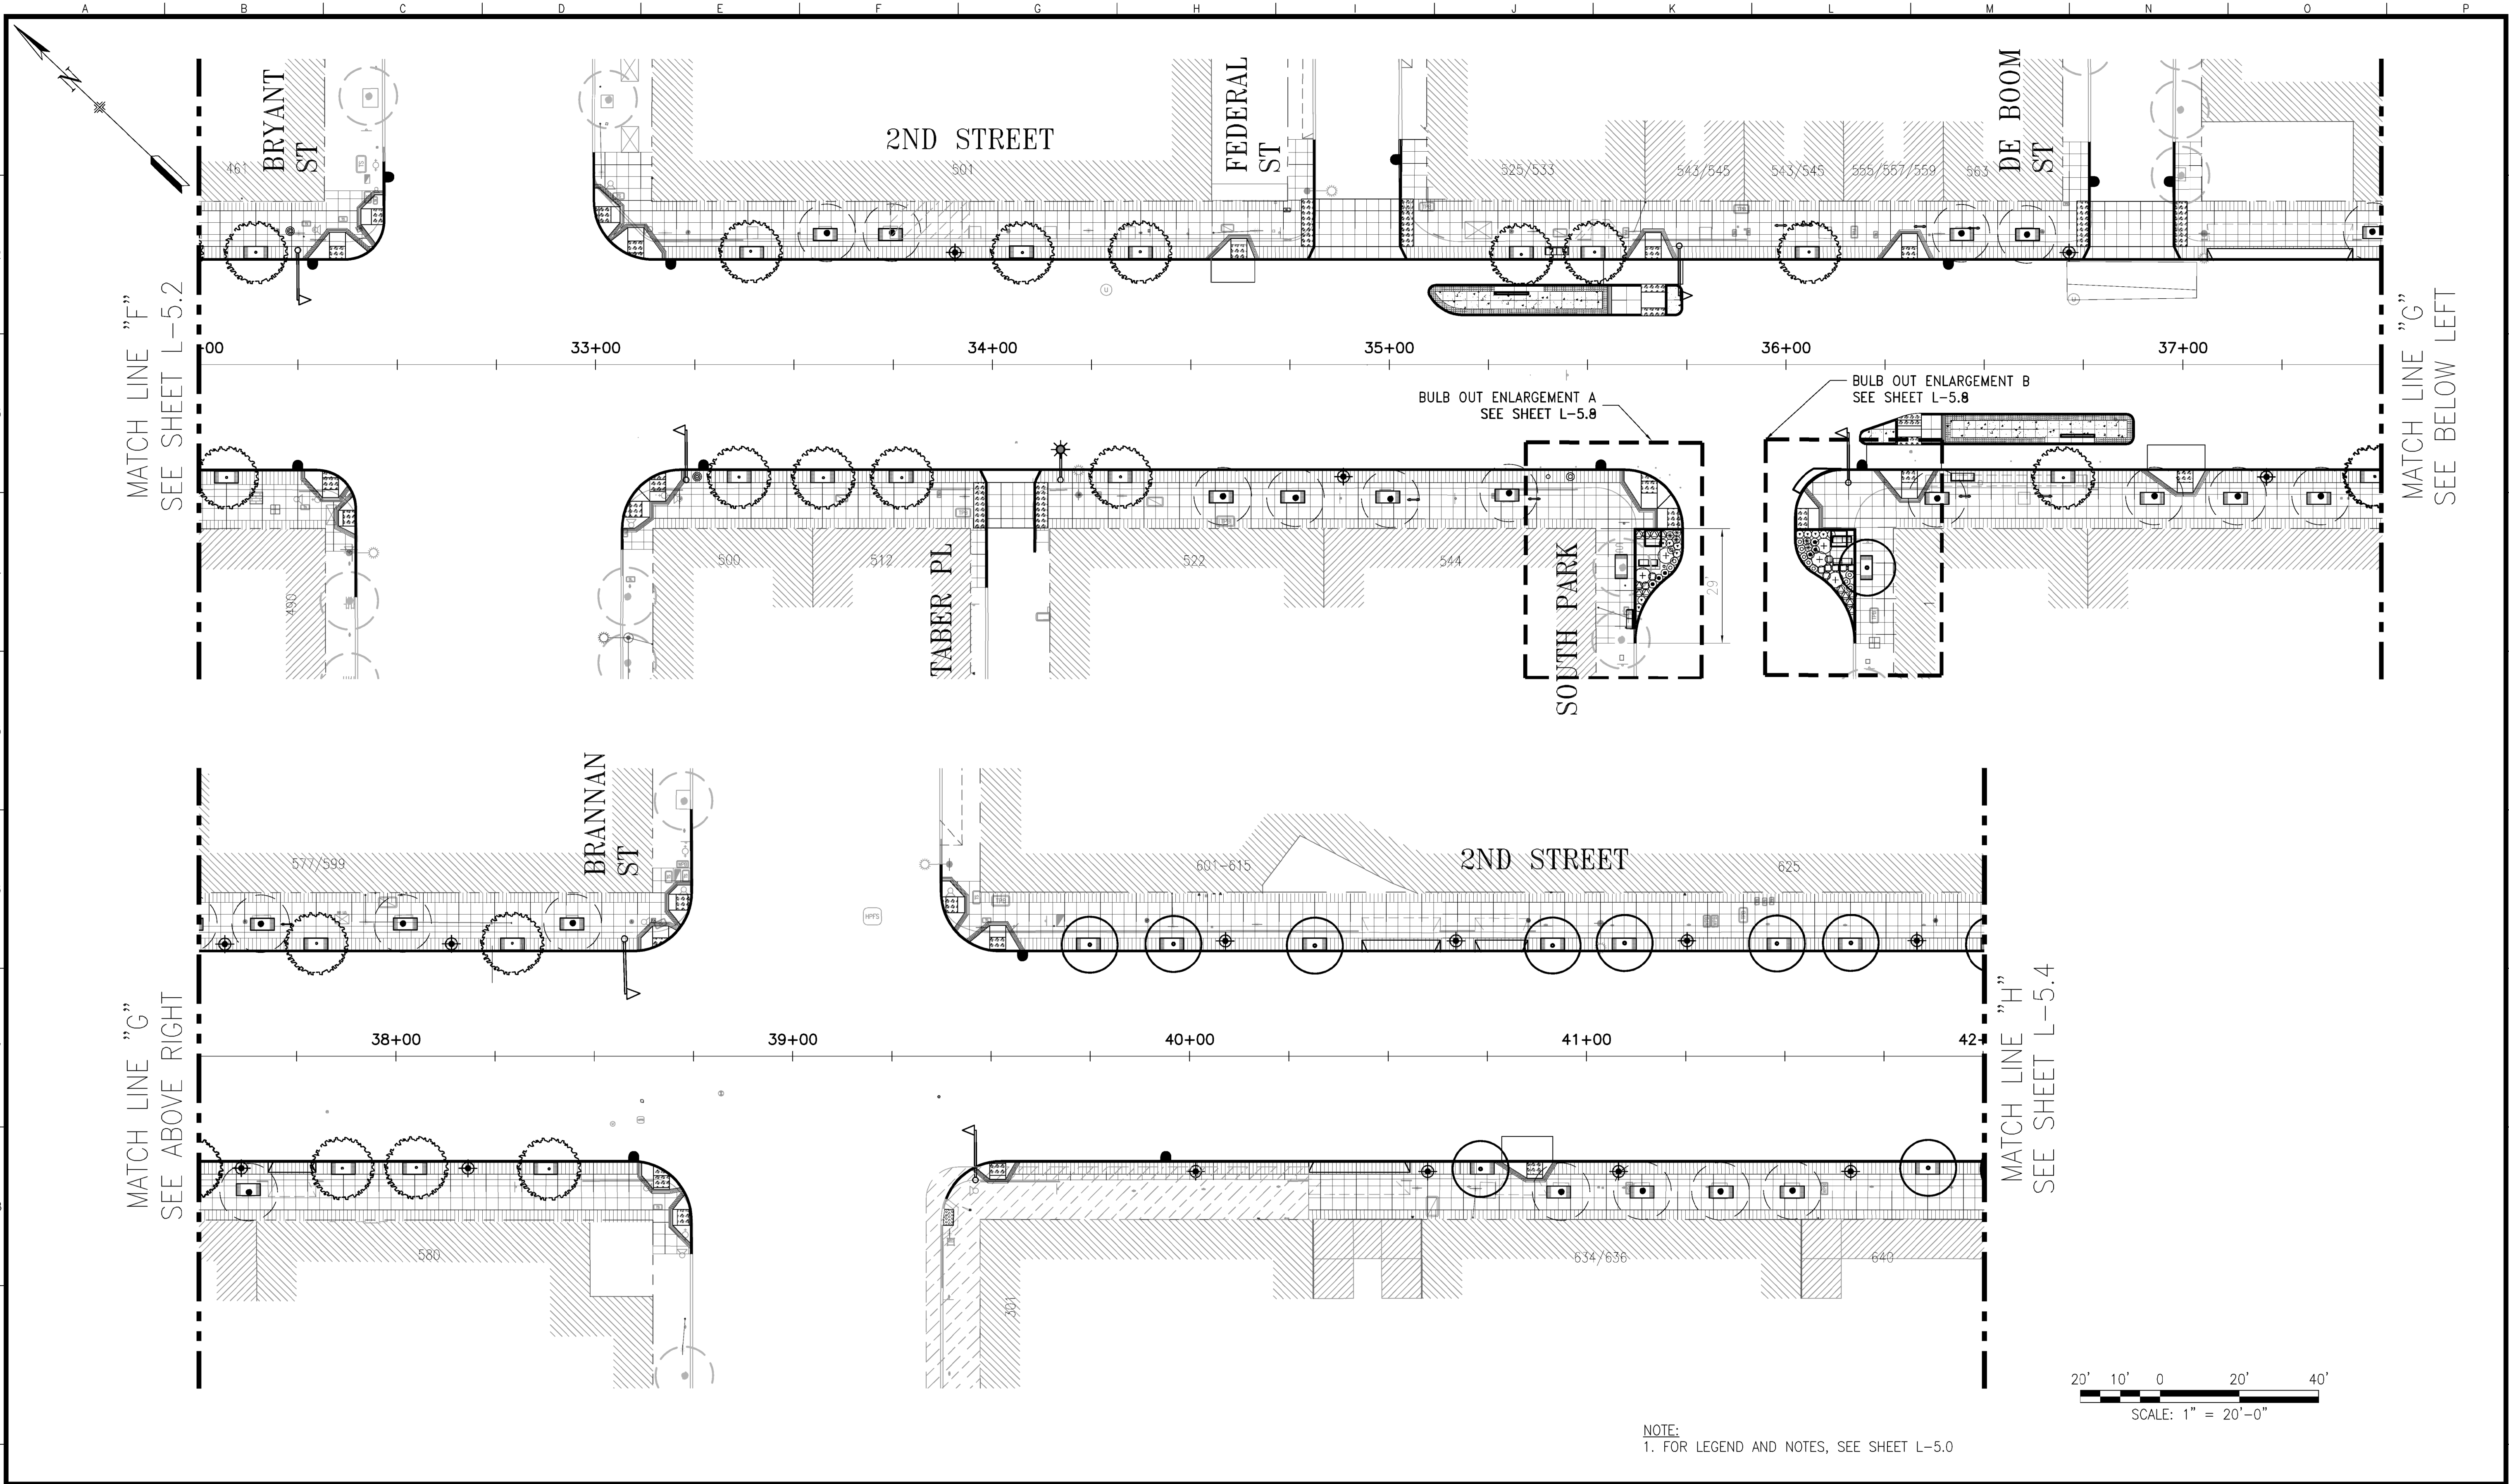 A B C D E F G H I J K L M N O P
N
BRYANT
ST
2ND STREET
FEDERAL
ST
DE BOOM
ST
461
501
525/533
543/545
543/545
555/557/559
563
MATCH LINE "F"
SEE SHEET L-5.2
MATCH LINE "G"
SEE BELOW LEFT
-00
33+00
34+00
35+00
36+00
37+00
BULB OUT ENLARGEMENT A
SEE SHEET L-5.8
BULB OUT ENLARGEMENT B
SEE SHEET L-5.8
490
500
512
TABER PL
522
544
SOUTH PARK
29'
1
BRANNAN
ST
2ND STREET
577/599
601-615
625
HPFS
MATCH LINE "G"
SEE ABOVE RIGHT
MATCH LINE "H"
SEE SHEET L-5.4
38+00
39+00
40+00
41+00
42+
580
301
634/636
640
20' 10' 0 20' 40'
SCALE: 1" = 20'-0"
NOTE:
1. FOR LEGEND AND NOTES, SEE SHEET L-5.0